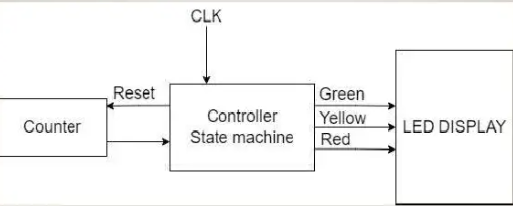 CLK
Reset
Counter
Controller
State machine
Green
Yellow
Red
LED DISPLAY